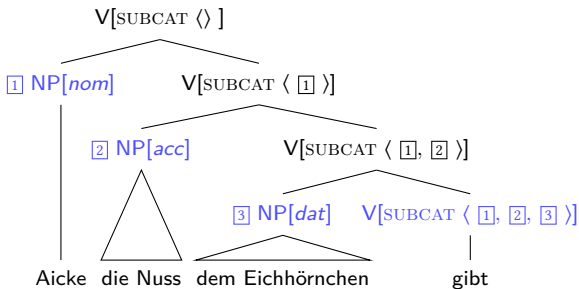 V[SUBCAT ⟨⟩ ]
1 NP[nom] V[SUBCAT ⟨ 1 ⟩]
2 NP[acc] V[SUBCAT ⟨ 1, 2 ⟩]
3 NP[dat] V[SUBCAT ⟨ 1, 2, 3 ⟩]
Aicke die Nuss dem Eichhörnchen gibt